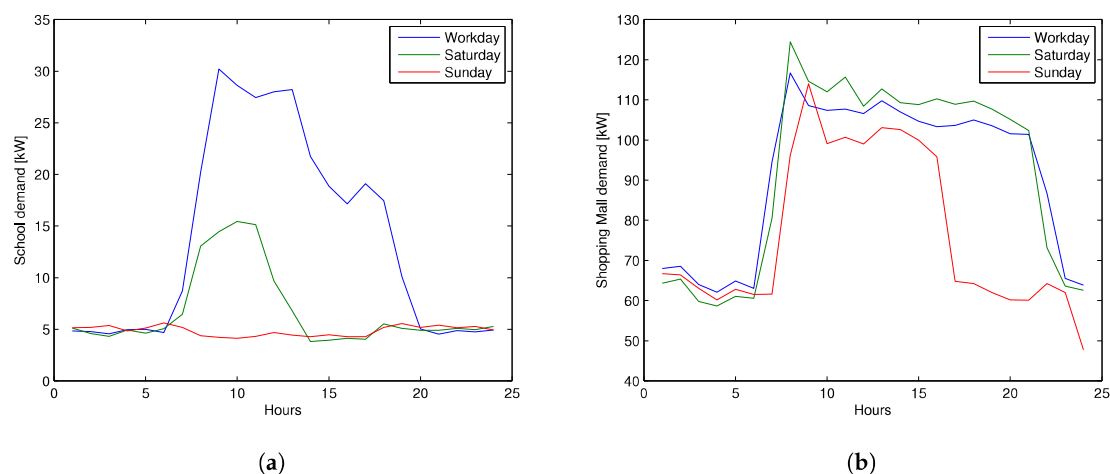 35
30
25
20
15
10
5
0
School demand [kW]
0 5 10 15 20 25
Hours
Workday
Saturday
Sunday
(a)
130
120
110
100
90
80
70
60
50
40
Shopping Mall demand [kW]
0 5 10 15 20 25
Hours
Workday
Saturday
Sunday
(b)